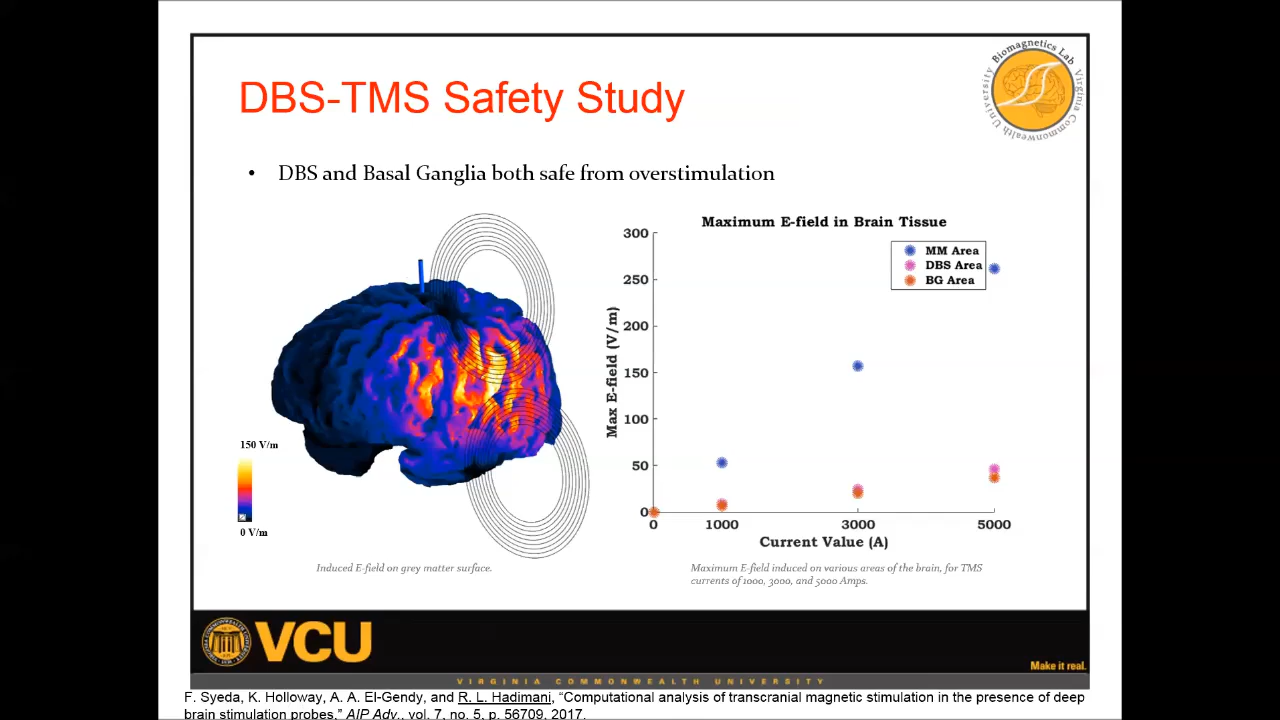 DBS-TMS Safety Study
Biomagnetics Lab Virginia Commonwealth University
• DBS and Basal Ganglia both safe from overstimulation
150 V/m
0 V/m
Induced E-field on grey matter surface.
Maximum E-field in Brain Tissue
MM Area
DBS Area
BG Area
Max E-field (V/m)
300
250
200
150
100
50
0
0 1000 3000 5000
Current Value (A)
Maximum E-field induced on various areas of the brain, for TMS
currents of 1000, 3000, and 5000 Amps.
VCU
Make it real.
VIRGINIA COMMONWEALTH UNIVERSITY
F. Syeda, K. Holloway, A. A. El-Gendy, and R. L. Hadimani, “Computational analysis of transcranial magnetic stimulation in the presence of deep
brain stimulation probes,” AIP Adv., vol. 7, no. 5, p. 56709, 2017.